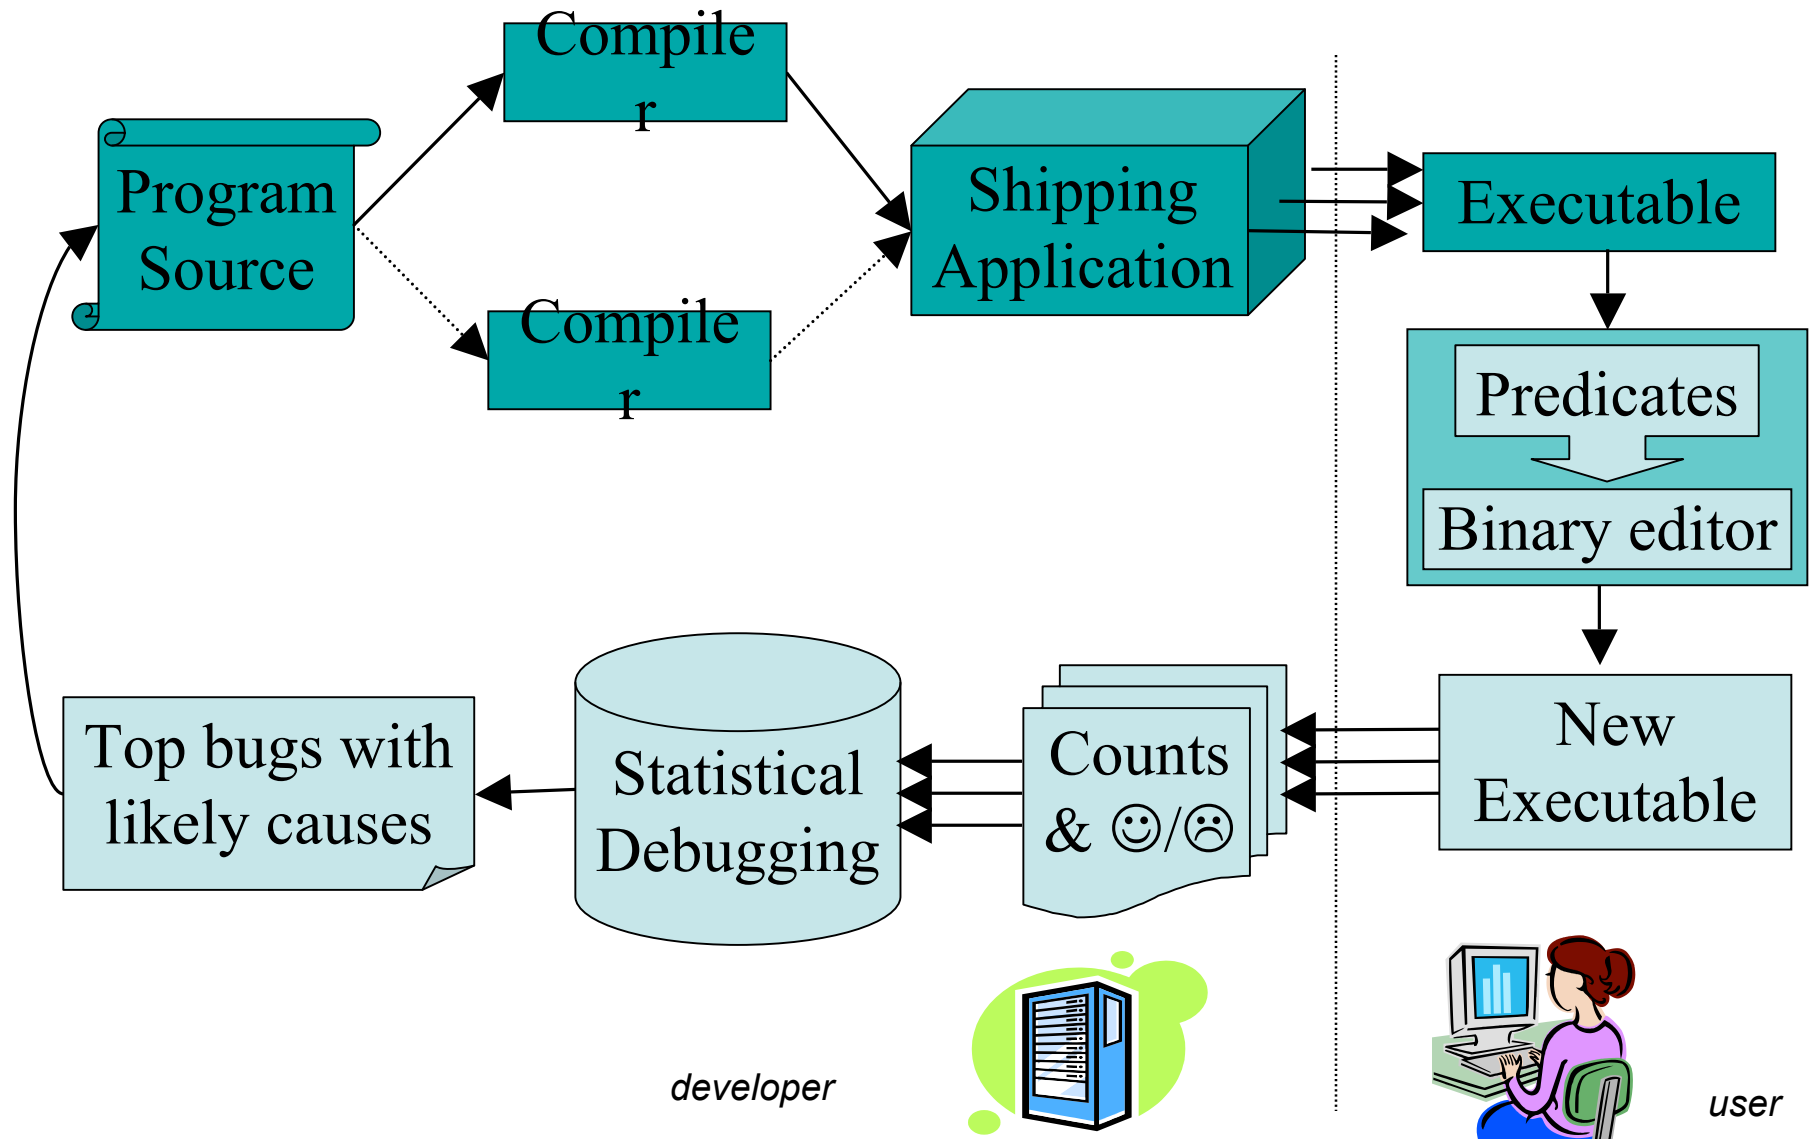 Compile
r
Program
Source
Compile
r
Shipping
Application
Executable
Predicates
Binary editor
New
Executable
Counts
& ☺/☹
Statistical
Debugging
Top bugs with
likely causes
developer
user